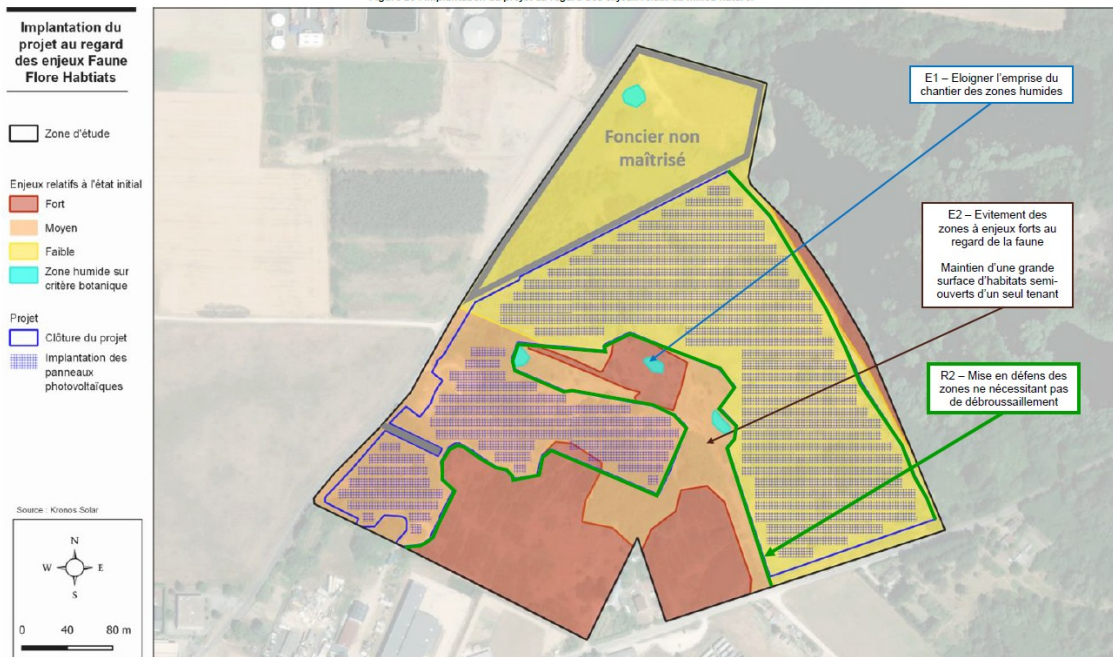 Implantation du
projet au regard
des enjeux Faune
Flore Habtiats
Zone d'étude
Enjeux relatifs à l'état initial
Fort
Moyen
Faible
Zone humide sur
critère botanique
Projet
Clôture du projet
Implantation des
panneaux
photovoltaïques
Source : Kronos Solar
N
W E
S
0 40 80 m
Foncier non
maîtrisé
E1 – Eloigner l'emprise du
chantier des zones humides
E2 – Evitement des
zones à enjeux forts au
regard de la faune
Maintien d'une grande
surface d'habitats semi-
ouverts d'un seul tenant
R2 – Mise en défens des
zones ne nécessitant pas
de débroussaillement